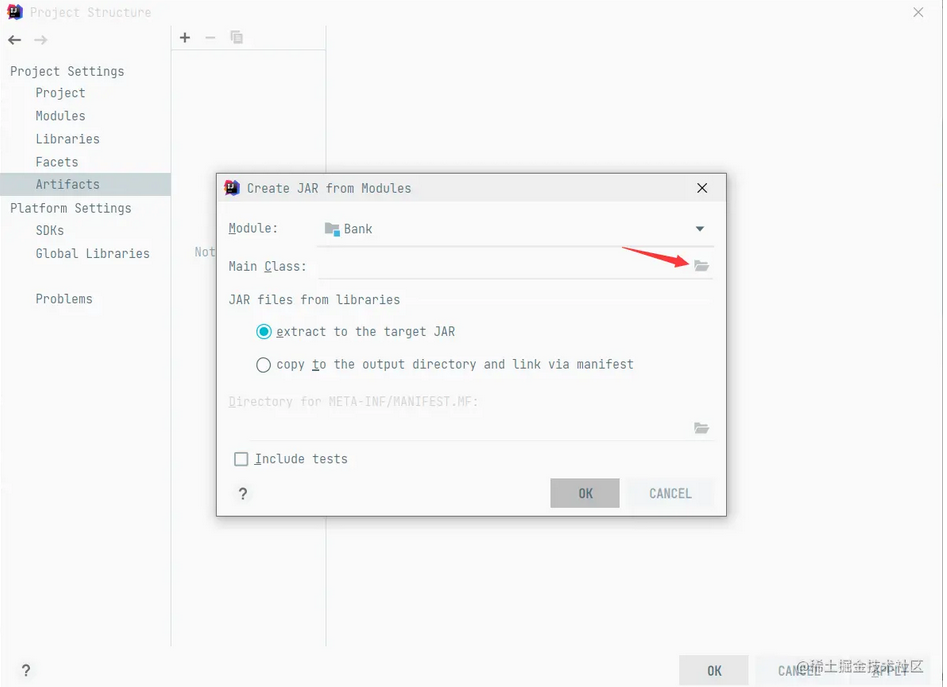 Project Structure
Project Settings
Project
Modules
Libraries
Facets
Artifacts
Platform Settings
SDKs
Global Libraries
Problems
Not
Create JAR from Modules
Module: Bank
Main Class:
JAR files from libraries
extract to the target JAR
copy to the output directory and link via manifest
Directory for META-INF/MANIFEST.MF:
Include tests
? OK CANCEL
? OK CANCEL APPLY
@稀土掘金技术社区